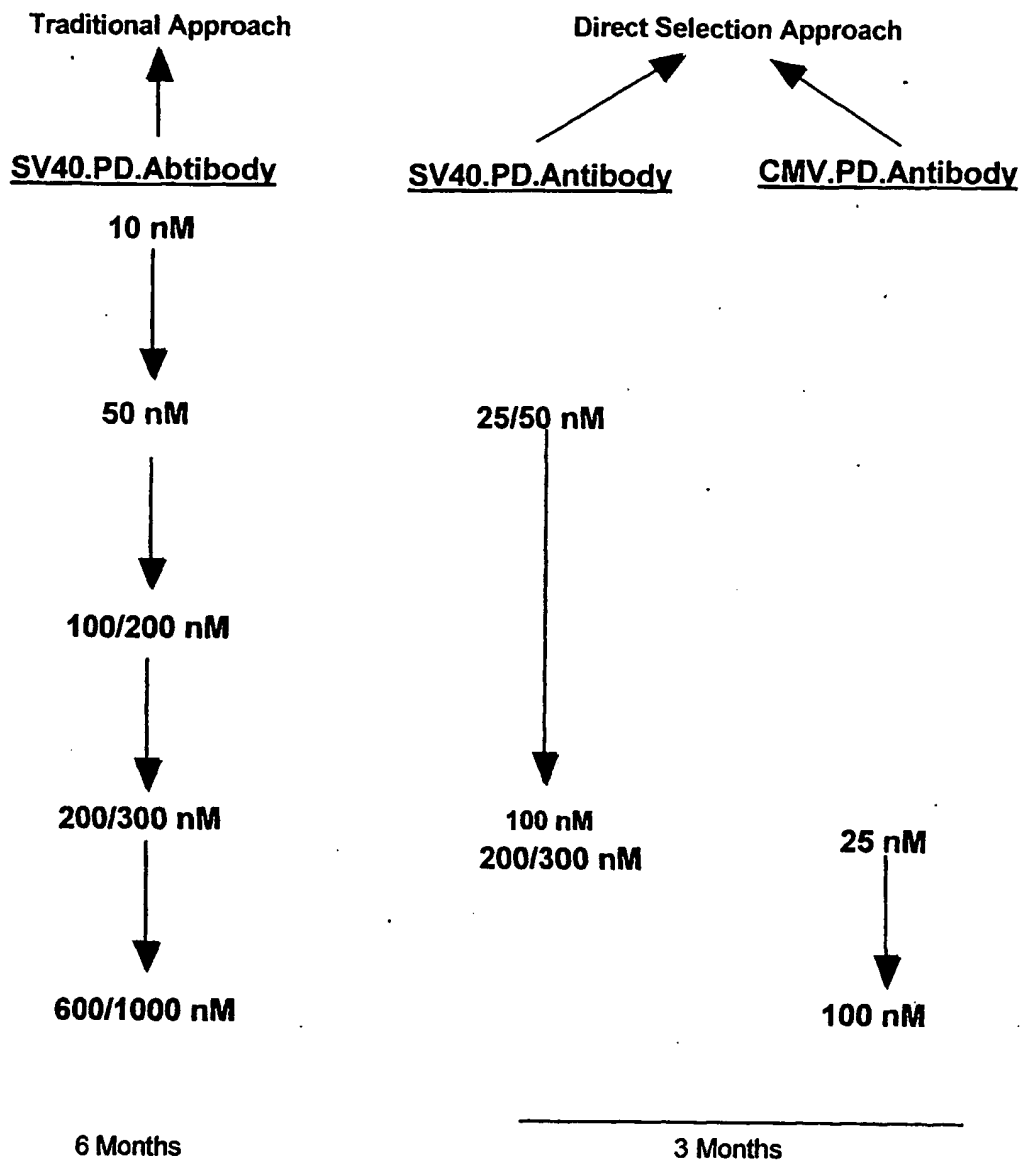 Traditional Approach
Direct Selection Approach
SV40.PD.Abtibody
SV40.PD.Antibody
CMV.PD.Antibody
10 nM
50 nM
25/50 nM
100/200 nM
200/300 nM
100 nM
200/300 nM
25 nM
600/1000 nM
100 nM
6 Months
3 Months